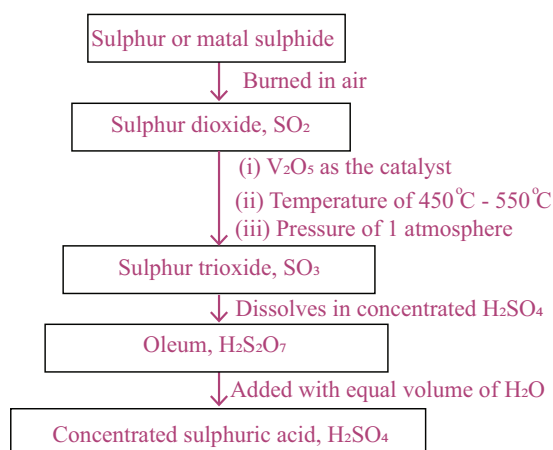 Sulphur or matal sulphide
Burned in air
Sulphur dioxide, SO₂
(i) V₂O₅ as the catalyst
(ii) Temperature of 450°C - 550°C
(iii) Pressure of 1 atmosphere
Sulphur trioxide, SO₃
Dissolves in concentrated H₂SO₄
Oleum, H₂S₂O₇
Added with equal volume of H₂O
Concentrated sulphuric acid, H₂SO₄